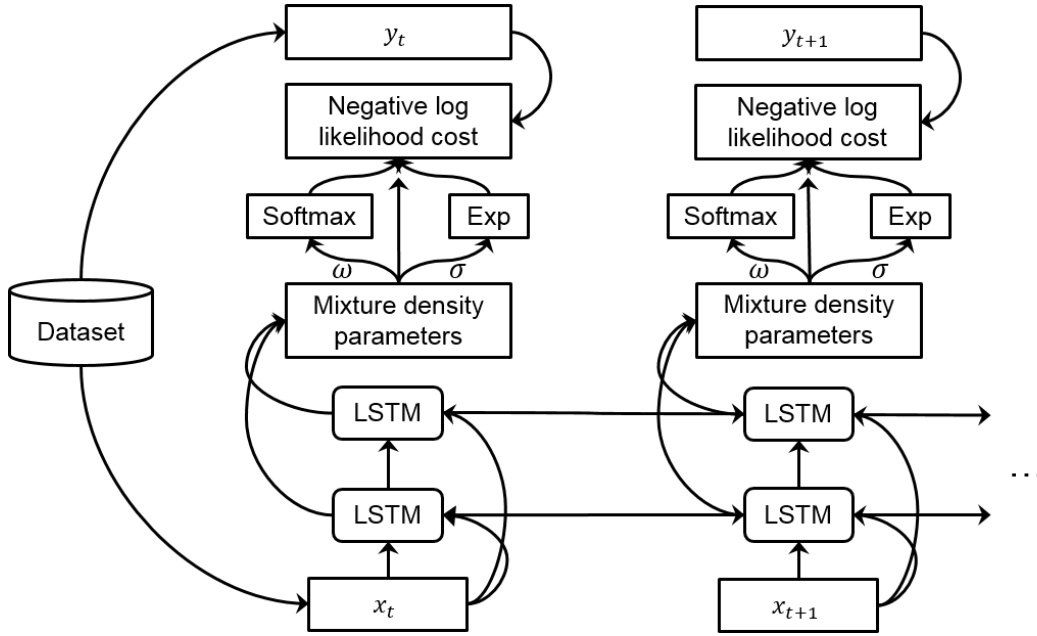 y_t
y_{t+1}
Negative log
likelihood cost
Negative log
likelihood cost
Softmax
Exp
Softmax
Exp
ω
σ
ω
σ
Mixture density
parameters
Mixture density
parameters
Dataset
LSTM
LSTM
LSTM
LSTM
...
x_t
x_{t+1}